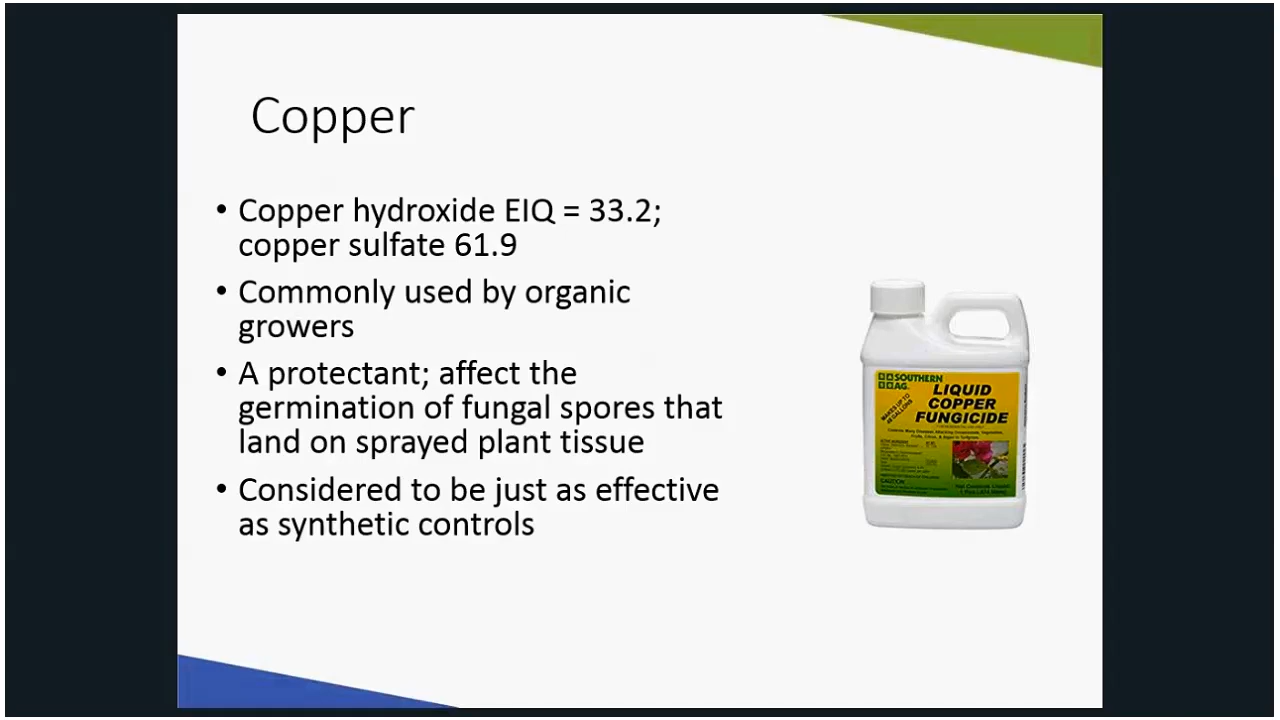 Copper
• Copper hydroxide EIQ = 33.2;
copper sulfate 61.9
• Commonly used by organic
growers
• A protectant; affect the
germination of fungal spores that
land on sprayed plant tissue
• Considered to be just as effective
as synthetic controls
SOUTHERN
AG.
LIQUID
COPPER
FUNGICIDE
CAUTION